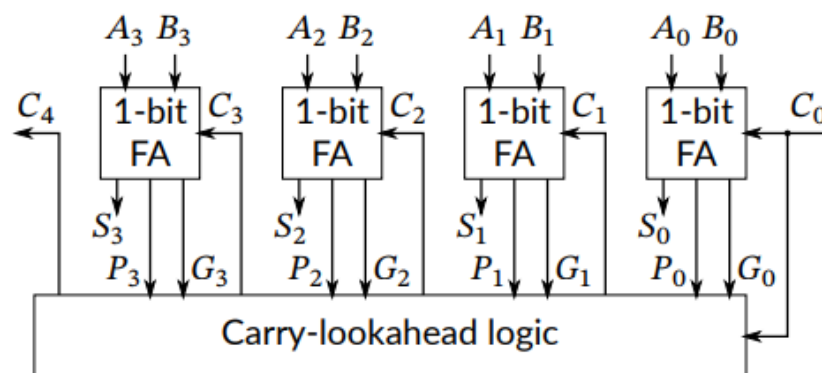 A₃ B₃ A₂ B₂ A₁ B₁ A₀ B₀
C₄ 1-bit FA C₃ 1-bit FA C₂ 1-bit FA C₁ 1-bit FA C₀
S₃ S₂ S₁ S₀
P₃ G₃ P₂ G₂ P₁ G₁ P₀ G₀
Carry-lookahead logic